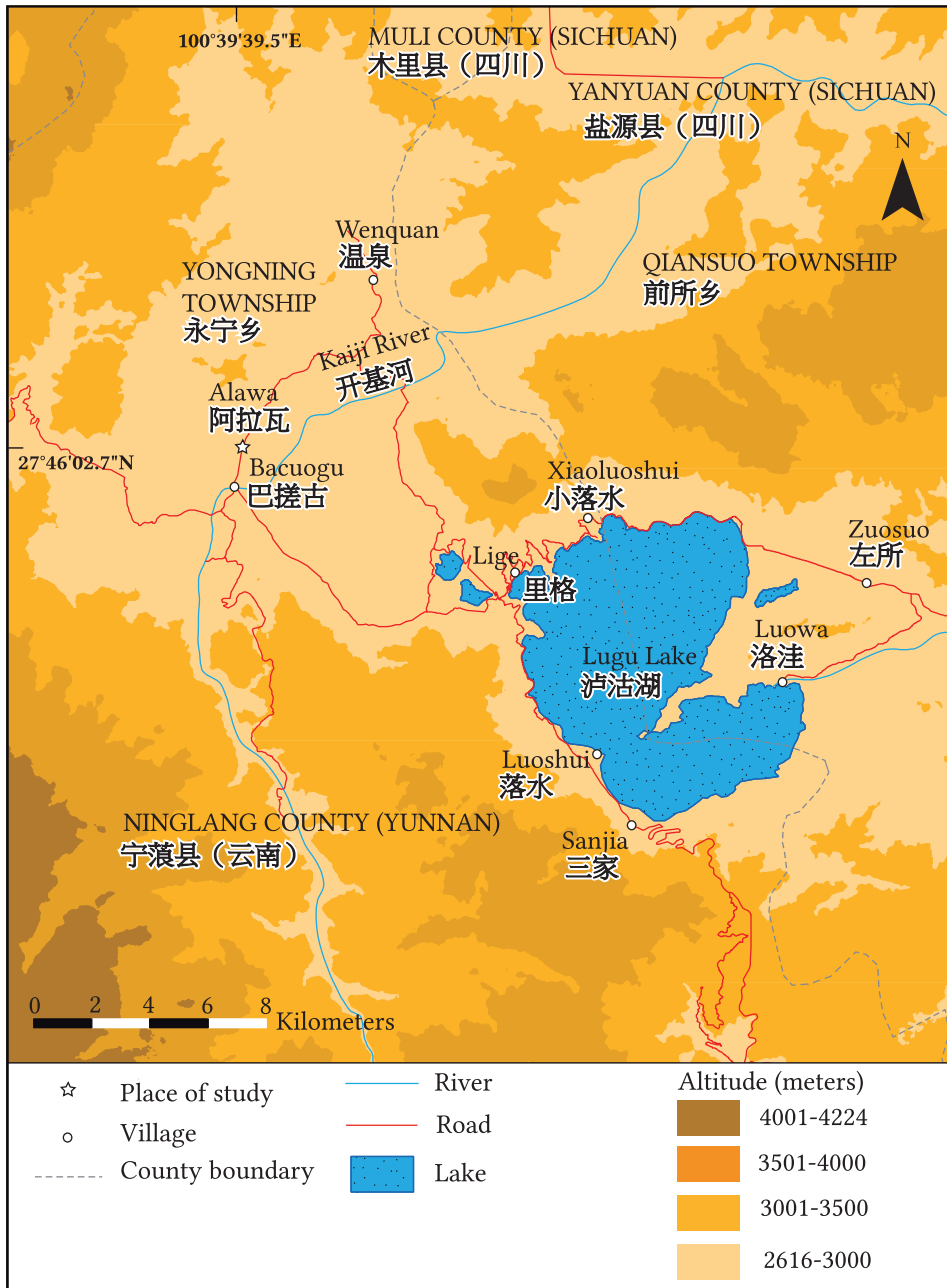 100°39'39.5"E
MULI COUNTY (SICHUAN)
木里县（四川）
YANYUAN COUNTY (SICHUAN)
盐源县（四川）
N
Wenquan
温泉
YONGNING
TOWNSHIP
永宁乡
QIANSUO TOWNSHIP
前所乡
Kaiji River
开基河
Alawa
阿拉瓦
27°46'02.7"N
Bacuogu
巴搓古
Xiaoluoshui
小落水
Lige
里格
Zuosuo
左所
Luowa
洛洼
Lugu Lake
泸沽湖
Luoshui
落水
NINGLANG COUNTY (YUNNAN)
宁蒗县（云南）
Sanjia
三家
0 2 4 6 8
Kilometers
Place of study
Village
County boundary
River
Road
Lake
Altitude (meters)
4001-4224
3501-4000
3001-3500
2616-3000